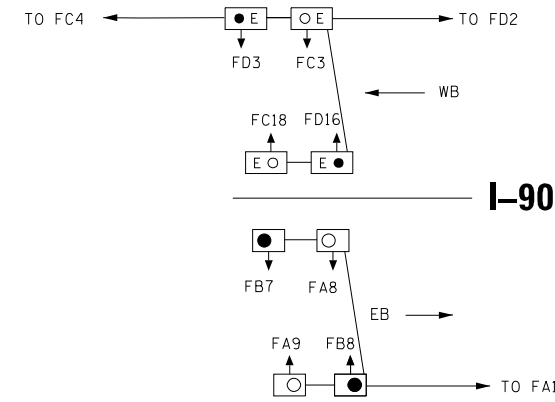 TO FC4 E E TO FD2
FD3 FC3
WB
FC18 FD16
E E
I-90
FB7 FA8
EB
FA9 FB8
TO FA1